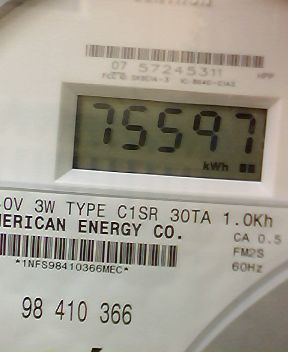 07 57245311
HPP
75597
kWh
0V 3W TYPE C1SR 30TA 1.0Kh
MERICAN ENERGY CO.
CA 0.5
*1NFS98410366MEC*
FM2S
60Hz
98 410 366